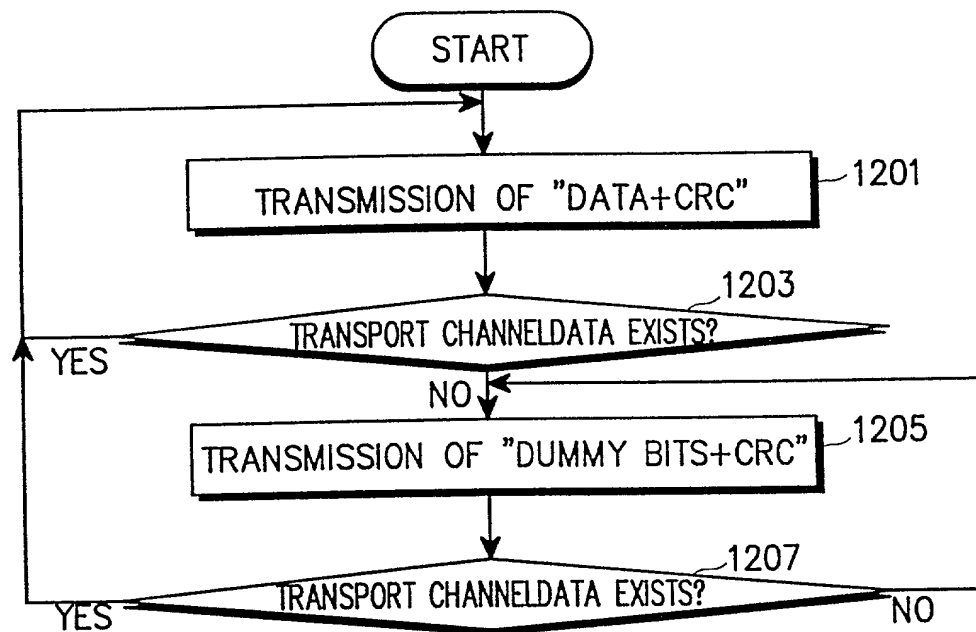 START
TRANSMISSION OF "DATA+CRC"
1201
1203
TRANSPORT CHANNELDATA EXISTS?
YES
NO
TRANSMISSION OF "DUMMY BITS+CRC"
1205
1207
TRANSPORT CHANNELDATA EXISTS?
YES
NO